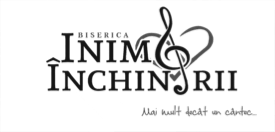 BISERICA
INIMA
ÎNCHINĂRII
Mai mult decât un cântec...